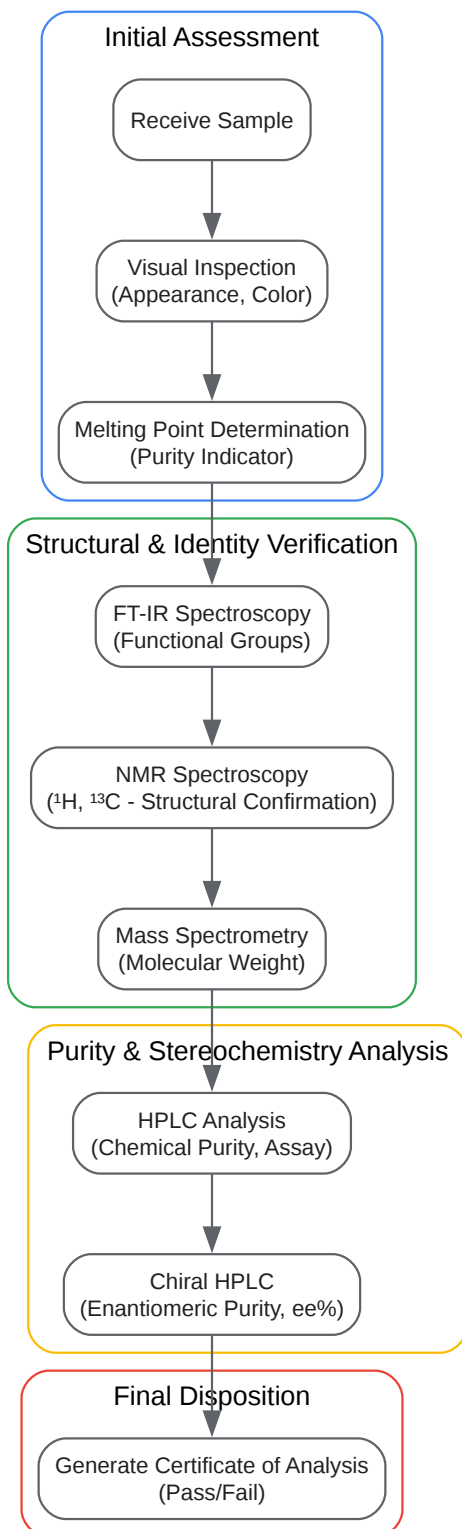 Initial Assessment
Receive Sample
Visual Inspection
(Appearance, Color)
Melting Point Determination
(Purity Indicator)
Structural & Identity Verification
FT-IR Spectroscopy
(Functional Groups)
NMR Spectroscopy
(¹H, ¹³C - Structural Confirmation)
Mass Spectrometry
(Molecular Weight)
Purity & Stereochemistry Analysis
HPLC Analysis
(Chemical Purity, Assay)
Chiral HPLC
(Enantiomeric Purity, ee%)
Final Disposition
Generate Certificate of Analysis
(Pass/Fail)